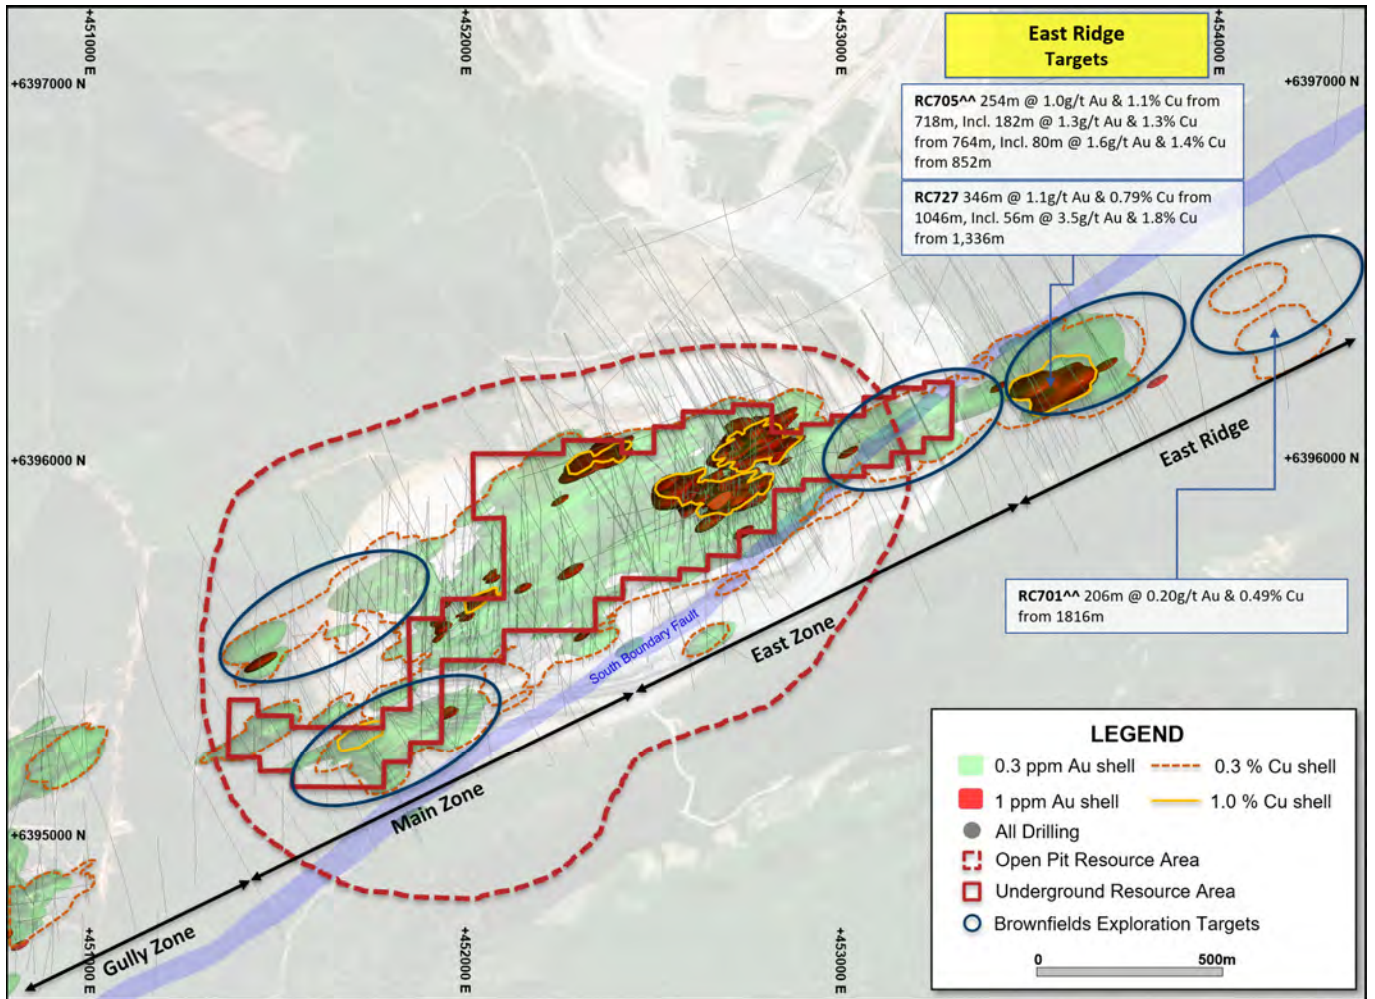 +451000 E
+452000 E
+453000 E
+454000 E
+6397000 N
+6397000 N
East Ridge
Targets
RC705^^ 254m @ 1.0g/t Au & 1.1% Cu from
718m, Incl. 182m @ 1.3g/t Au & 1.3% Cu
from 764m, Incl. 80m @ 1.6g/t Au & 1.4% Cu
from 852m
RC727 346m @ 1.1g/t Au & 0.79% Cu from
1046m, Incl. 56m @ 3.5g/t Au & 1.8% Cu
from 1,336m
+6396000 N
+6396000 N
East Ridge
RC701^^ 206m @ 0.20g/t Au & 0.49% Cu
from 1816m
East Zone
South Boundary Fault
Main Zone
Gully Zone
+6395000 N
+451000 E
+452000 E
+453000 E
LEGEND
0.3 ppm Au shell
0.3 % Cu shell
1 ppm Au shell
1.0 % Cu shell
All Drilling
Open Pit Resource Area
Underground Resource Area
Brownfields Exploration Targets
0
500m